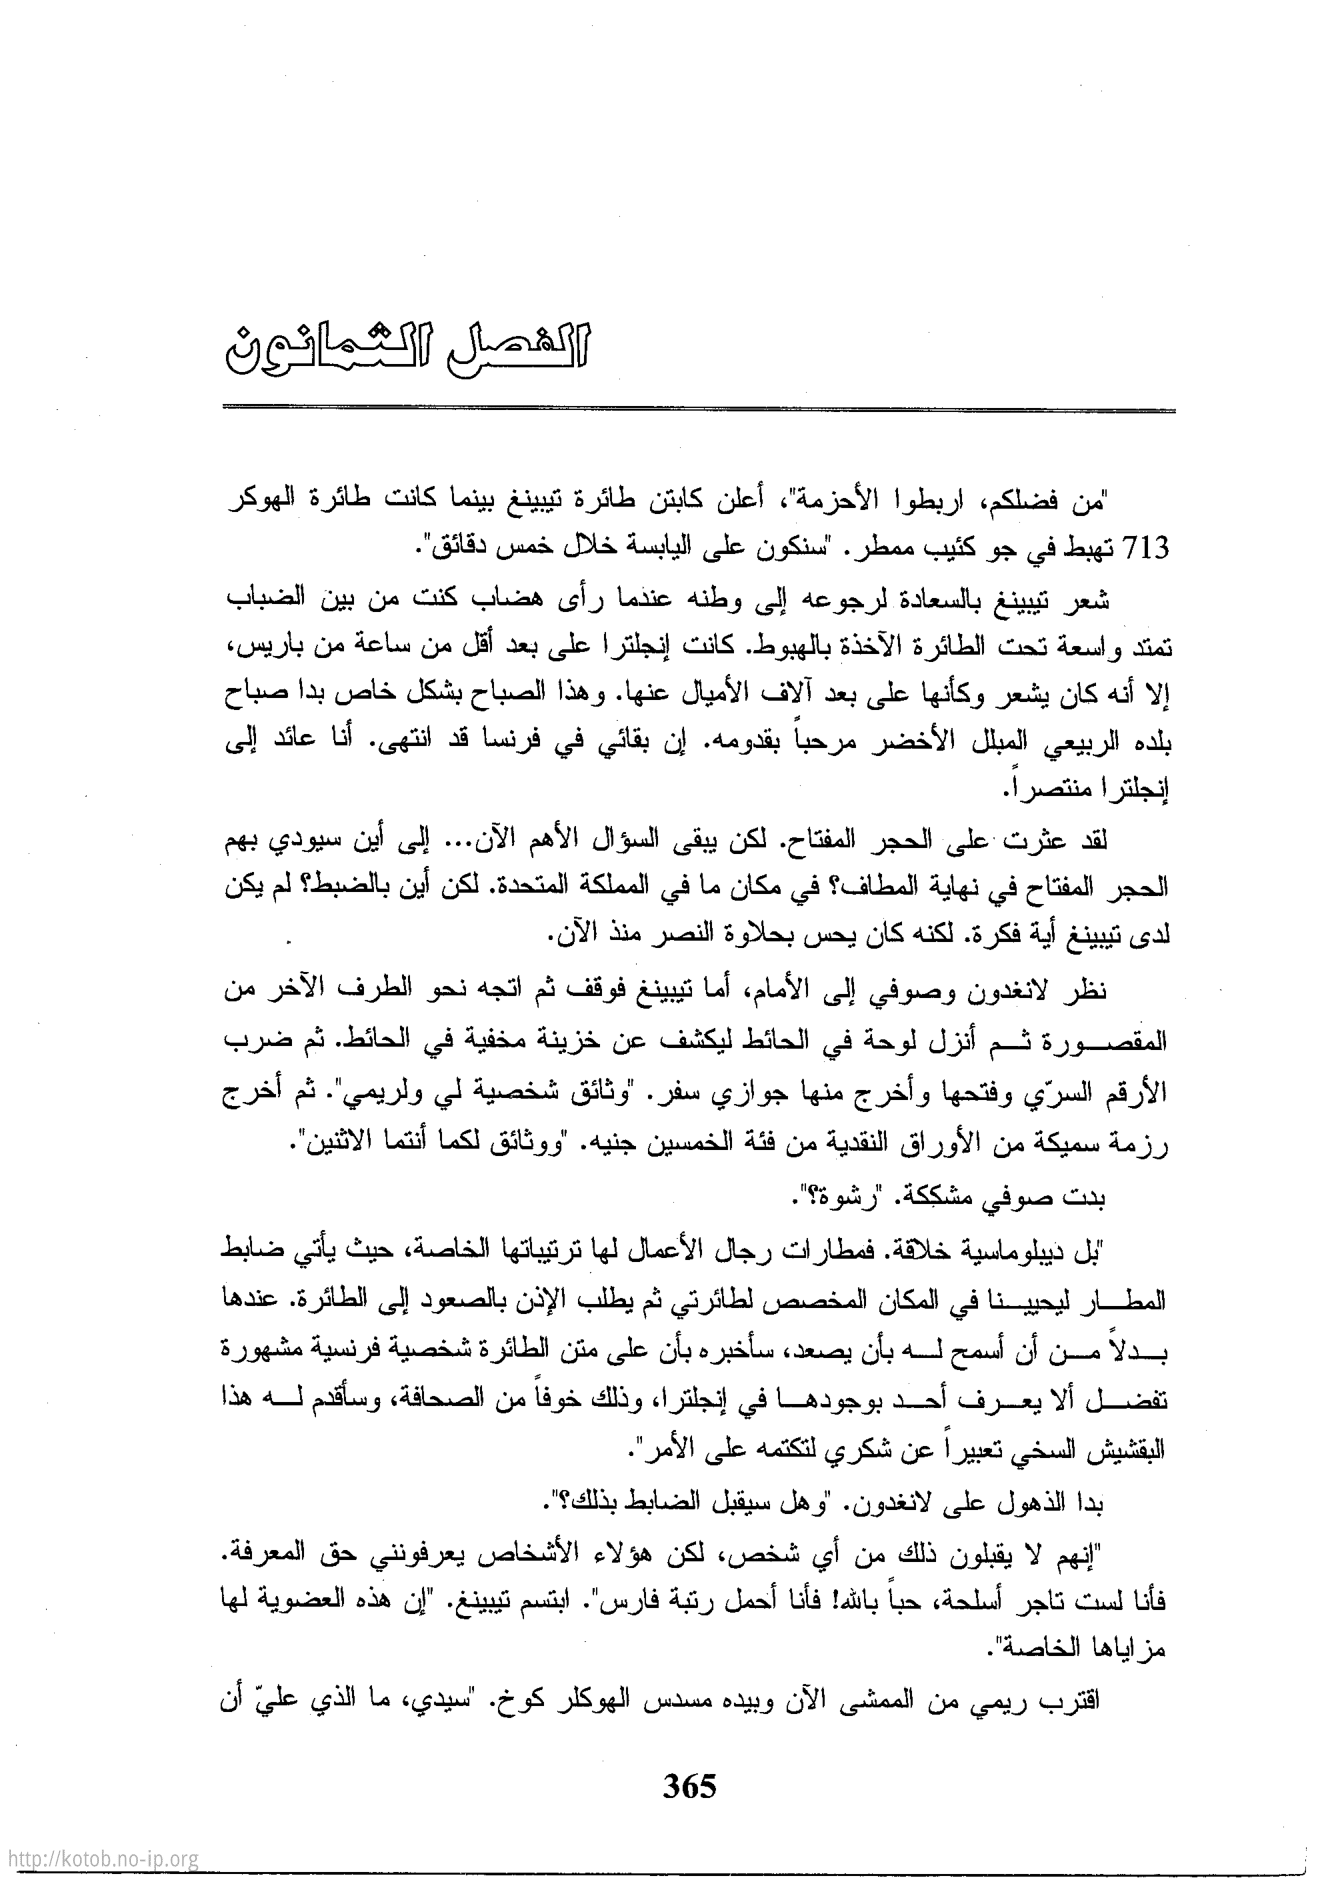 الفصل الثمانون
"من فضلكم، اربطوا الأحزمة"، أعلن كابتن طائرة تيبينغ بينما كانت طائرة الهوكر
713 تهبط في جو كئيب ممطر. "سنكون على اليابسة خلال خمس دقائق".
شعر تيبينغ بالسعادة لرجوعه إلى وطنه عندما رأى هضاب كنت من بين الضباب
تمتد واسعة تحت الطائرة الآخذة بالهبوط. كانت إنجلترا على بعد أقل من ساعة من باريس،
إلا أنه كان يشعر وكأنها على بعد آلاف الأميال عنها. وهذا الصباح بشكل خاص بدا صباح
بلده الربيعي المبلل الأخضر مرحباً بقدومه. إن بقائي في فرنسا قد انتهى. أنا عائد إلى
إنجلترا منتصراً.
لقد عثرت على الحجر المفتاح. لكن يبقى السؤال الأهم الآن... إلى أين سيودي بهم
الحجر المفتاح في نهاية المطاف؟ في مكان ما في المملكة المتحدة. لكن أين بالضبط؟ لم يكن
لدى تيبينغ أية فكرة. لكنه كان يحس بحلاوة النصر منذ الآن.
نظر لانغدون وصوفي إلى الأمام، أما تيبينغ فوقف ثم اتجه نحو الطرف الآخر من
المقصورة ثم أنزل لوحة في الحائط ليكشف عن خزينة مخفية في الحائط. ثم ضرب
الأرقم السرّي وفتحها وأخرج منها جوازي سفر. "وثائق شخصية لي ولريمي". ثم أخرج
رزمة سميكة من الأوراق النقدية من فئة الخمسين جنيه. "ووثائق لكما أنتما الاثنين".
بدت صوفي مشككة. "رشوة؟".
"بل ديبلوماسية خلاقة. فمطارات رجال الأعمال لها ترتيباتها الخاصة، حيث يأتي ضابط
المطار ليحيينا في المكان المخصص لطائرتي ثم يطلب الإذن بالصعود إلى الطائرة. عندها
بدلاً من أن أسمح له بأن يصعد، سأخبره بأن على متن الطائرة شخصية فرنسية مشهورة
تفضل ألا يعرف أحد بوجودها في إنجلترا، وذلك خوفاً من الصحافة، وسأقدم له هذا
البقشيش السخي تعبيراً عن شكري لتكتمه على الأمر".
بدا الذهول على لانغدون. "وهل سيقبل الضابط بذلك؟".
"إنهم لا يقبلون ذلك من أي شخص، لكن هؤلاء الأشخاص يعرفونني حق المعرفة.
فأنا لست تاجر أسلحة، حباً بالله! فأنا أحمل رتبة فارس". ابتسم تيبينغ. "إن هذه العضوية لها
مزاياها الخاصة".
اقترب ريمي من الممشى الآن وبيده مسدس الهوكلر كوخ. "سيدي، ما الذي عليّ أن
365
http://kotob.no-ip.org